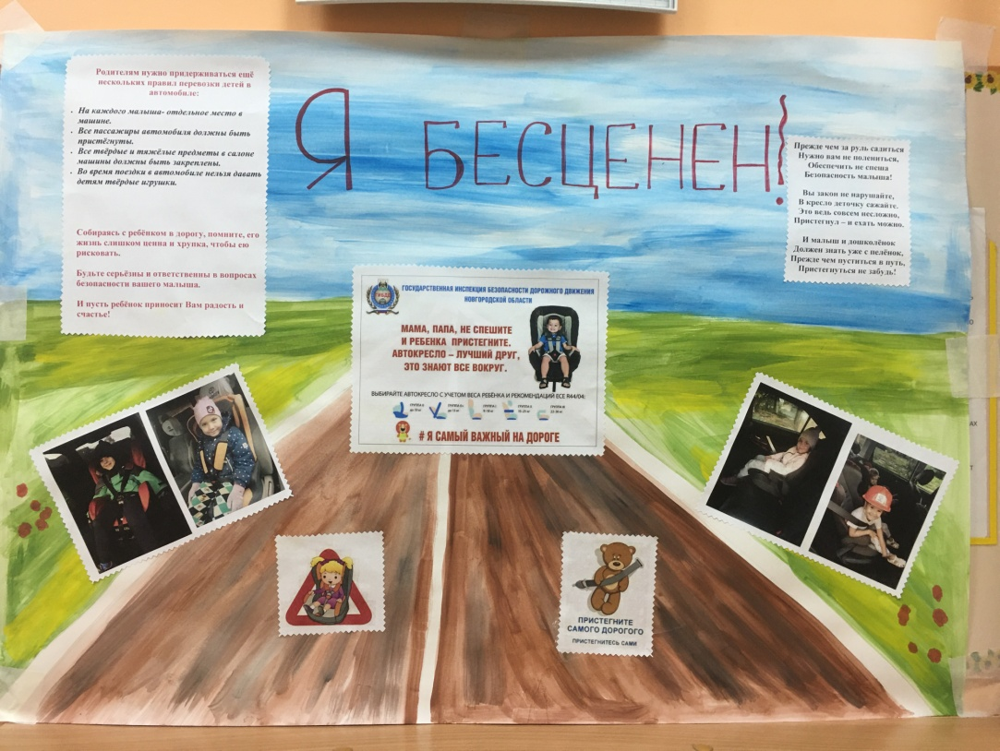 Я БЕСЦЕНЕН!
Родителям нужно придерживаться ещё
нескольких правил перевозки детей в
автомобиле:
На каждого малыша- отдельное место в
машине.
Все пассажиры автомобиля должны быть
пристёгнуты.
Все твёрдые и тяжёлые предметы в салоне
машины должны быть закреплены.
Во время поездки в автомобиле нельзя давать
детям твёрдые игрушки.
Собираясь с ребёнком в дорогу, помните, его
жизнь слишком ценна и хрупка, чтобы ею
рисковать.
Будьте серьёзны и ответственны в вопросах
безопасности вашего малыша.
И пусть ребёнок приносит Вам радость и
счастье!
Прежде чем за руль садиться
Нужно вам не полениться,
Обеспечить не спеша
Безопасность малыша!
Вы закон не нарушайте,
В кресло деточку сажайте.
Это ведь совсем несложно,
Пристегнул – и ехать можно.
И малыш и дошколёнок
Должен знать уже с пелёнок,
Прежде чем пуститься в путь,
Пристегнуться не забудь!
ГОСУДАРСТВЕННАЯ ИНСПЕКЦИЯ БЕЗОПАСНОСТИ ДОРОЖНОГО ДВИЖЕНИЯ
НОВГОРОДСКОЙ ОБЛАСТИ
МАМА, ПАПА, НЕ СПЕШИТЕ
И РЕБЕНКА ПРИСТЕГНИТЕ.
АВТОКРЕСЛО – ЛУЧШИЙ ДРУГ,
ЭТО ЗНАЮТ ВСЕ ВОКРУГ.
ВЫБИРАЙТЕ АВТОКРЕСЛО С УЧЕТОМ ВЕСА РЕБЁНКА И РЕКОМЕНДАЦИЙ ЕСЕ R44/04:
# Я САМЫЙ ВАЖНЫЙ НА ДОРОГЕ
ПРИСТЕГНИТЕ
САМОГО ДОРОГОГО
ПРИСТЕГНИТЕСЬ САМИ